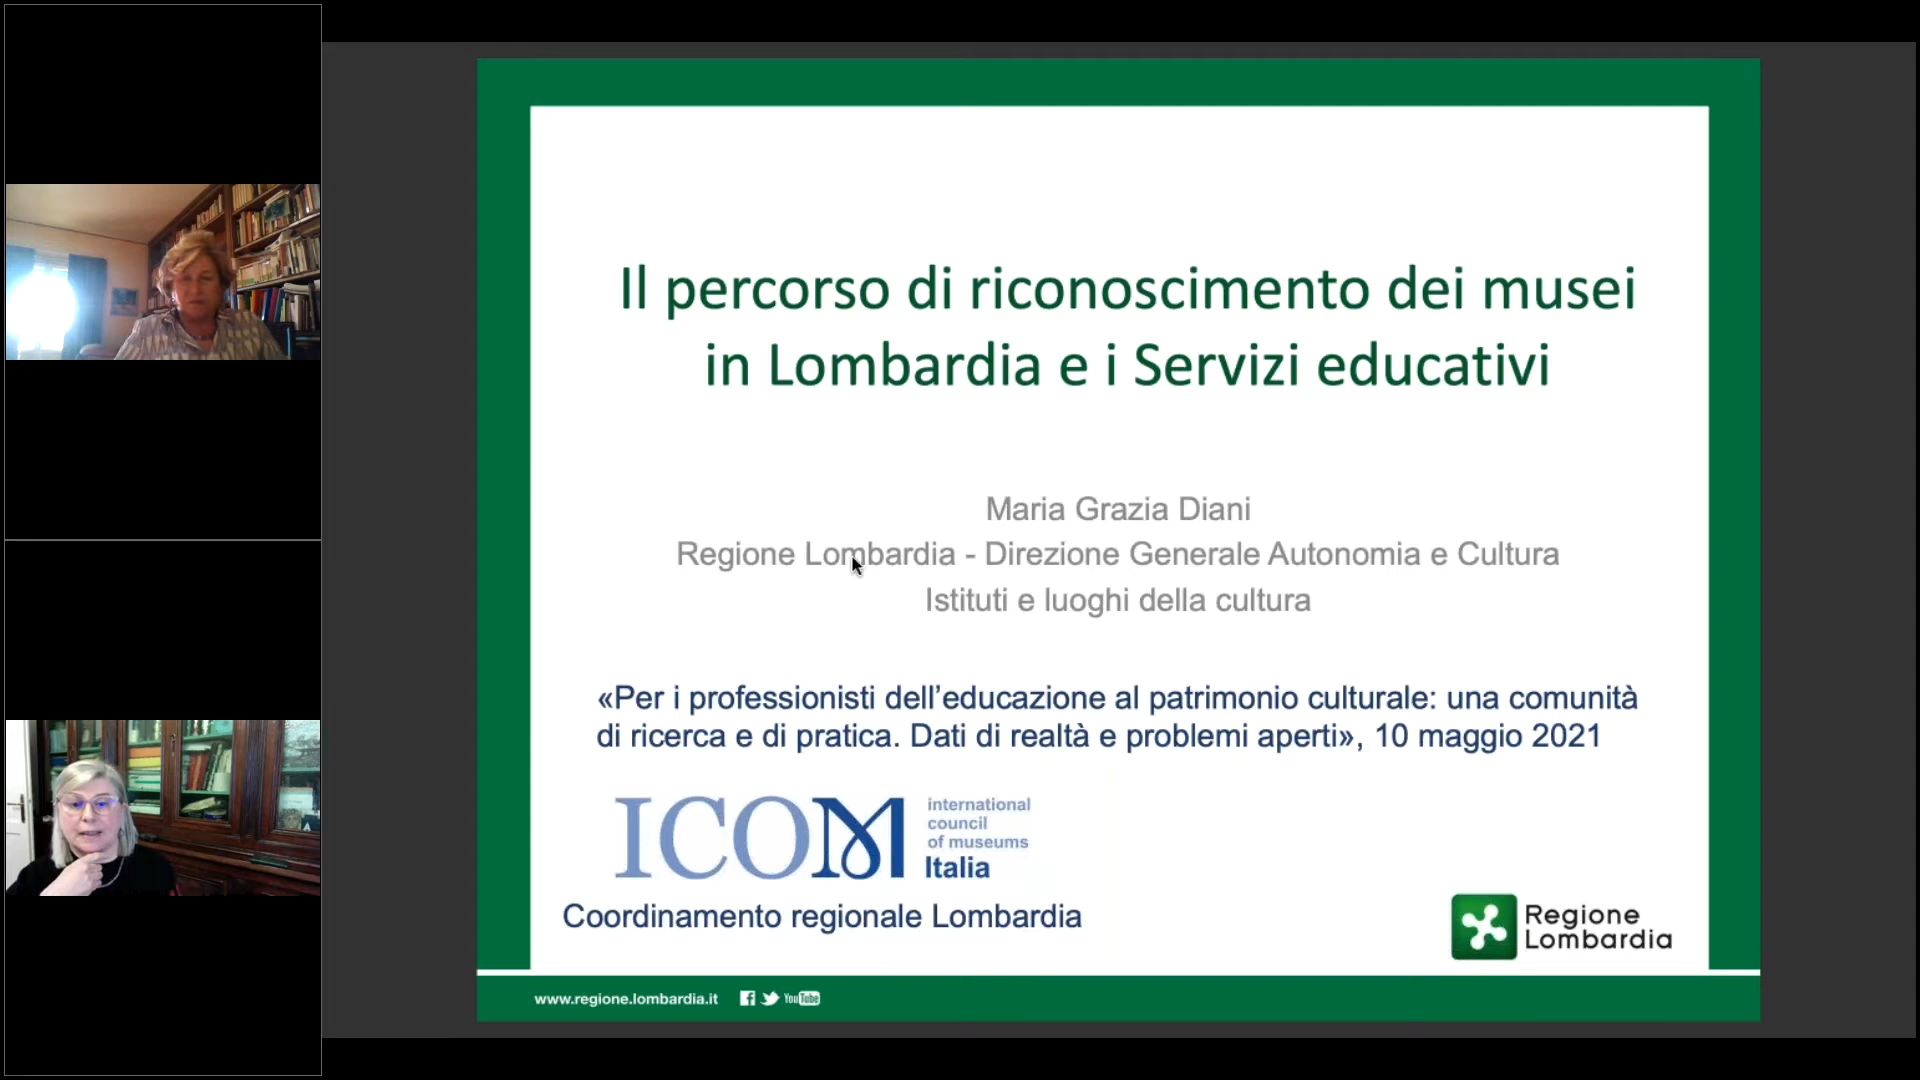 Il percorso di riconoscimento dei musei
in Lombardia e i Servizi educativi
Maria Grazia Diani
Regione Lombardia - Direzione Generale Autonomia e Cultura
Istituti e luoghi della cultura
«Per i professionisti dell’educazione al patrimonio culturale: una comunità
di ricerca e di pratica. Dati di realtà e problemi aperti», 10 maggio 2021
ICOM
international
council
of museums
Italia
Coordinamento regionale Lombardia
Regione
Lombardia
www.regione.lombardia.it
YouTube